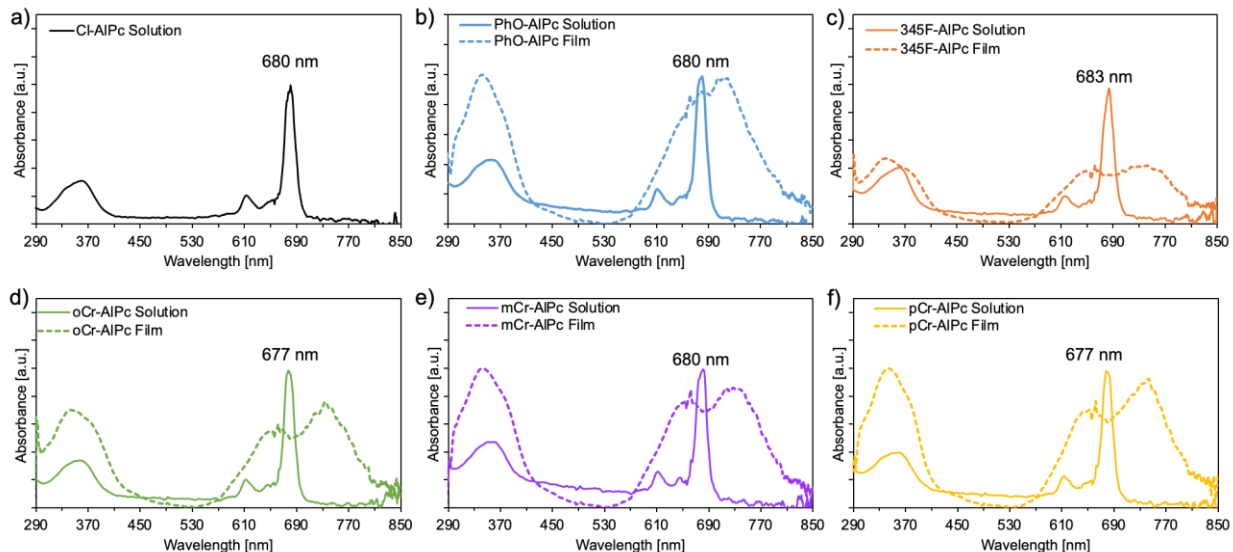 a)
Cl-AlPc Solution
680 nm
Absorbance [a.u.]
290 370 450 530 610 690 770 850
Wavelength [nm]
b)
PhO-AlPc Solution
PhO-AlPc Film
680 nm
Absorbance [a.u.]
290 370 450 530 610 690 770 850
Wavelength [nm]
c)
345F-AlPc Solution
345F-AlPc Film
683 nm
Absorbance [a.u.]
290 370 450 530 610 690 770 850
Wavelength [nm]
d)
oCr-AlPc Solution
oCr-AlPc Film
677 nm
Absorbance [a.u.]
290 370 450 530 610 690 770 850
Wavelength [nm]
e)
mCr-AlPc Solution
mCr-AlPc Film
680 nm
Absorbance [a.u.]
290 370 450 530 610 690 770 850
Wavelength [nm]
f)
pCr-AlPc Solution
pCr-AlPc Film
677 nm
Absorbance [a.u.]
290 370 450 530 610 690 770 850
Wavelength [nm]